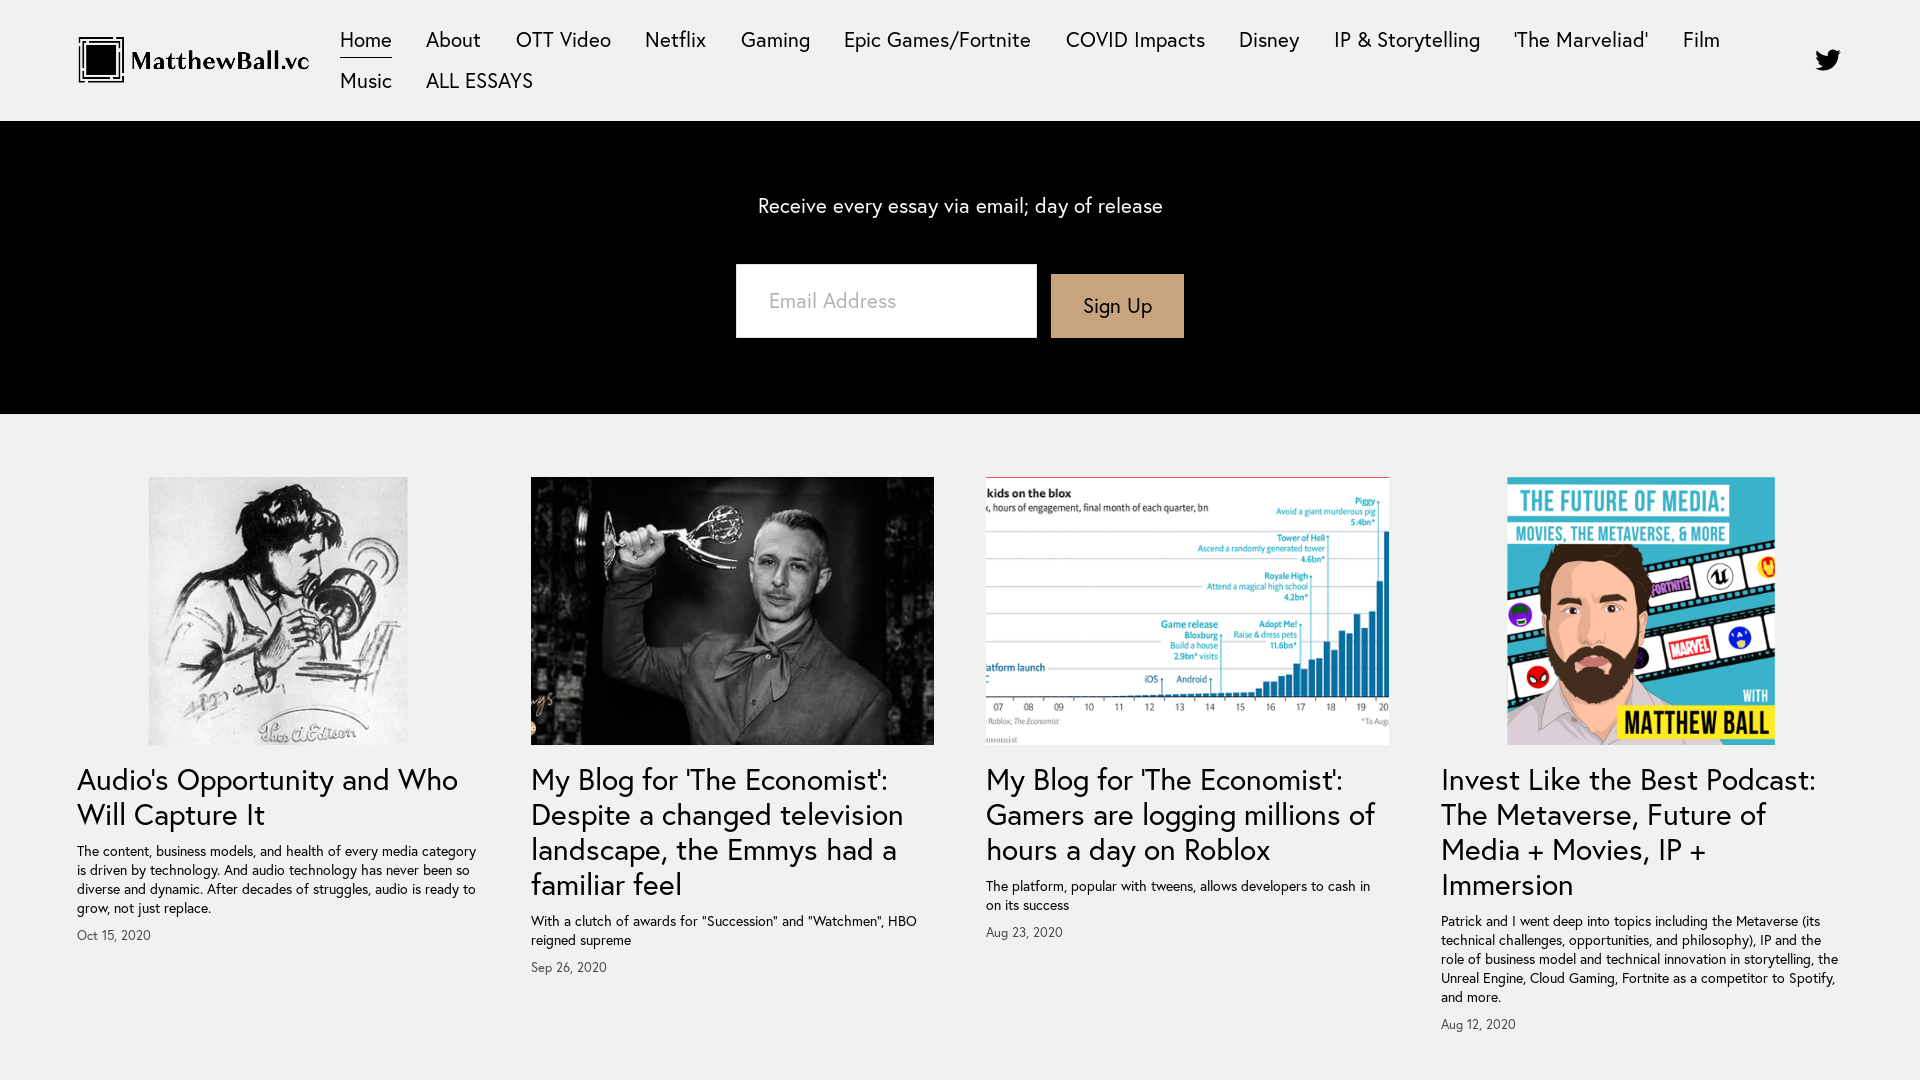 MatthewBall.vc
Home About OTT Video Netflix Gaming Epic Games/Fortnite COVID Impacts Disney IP & Storytelling 'The Marveliad' Film
Music ALL ESSAYS
Receive every essay via email; day of release
Email Address
Sign Up
Thos A Edison
kids on the blox
x, hours of engagement, final month of each quarter, bn
Piggy
Avoid a giant murderous pig
5.4bn*
Tower of Hell
Ascend a randomly generated tower
4.6bn*
Royale High
Attend a magical high school
4.2bn*
Game release
Bloxburg
Build a house
2.9bn* visits
Adopt Me!
Raise & dress pets
11.6bn*
latform launch
C
iOS
Android
07 08 09 10 11 12 13 14 15 16 17 18 19 20
Roblox; The Economist
*To Augu
onomist
THE FUTURE OF MEDIA:
MOVIES, THE METAVERSE, & MORE
FORTNITE
MARVEL
WITH
MATTHEW BALL
Audio's Opportunity and Who
Will Capture It
The content, business models, and health of every media category
is driven by technology. And audio technology has never been so
diverse and dynamic. After decades of struggles, audio is ready to
grow, not just replace.
Oct 15, 2020
My Blog for 'The Economist':
Despite a changed television
landscape, the Emmys had a
familiar feel
With a clutch of awards for "Succession" and "Watchmen", HBO
reigned supreme
Sep 26, 2020
My Blog for 'The Economist':
Gamers are logging millions of
hours a day on Roblox
The platform, popular with tweens, allows developers to cash in
on its success
Aug 23, 2020
Invest Like the Best Podcast:
The Metaverse, Future of
Media + Movies, IP +
Immersion
Patrick and I went deep into topics including the Metaverse (its
technical challenges, opportunities, and philosophy), IP and the
role of business model and technical innovation in storytelling, the
Unreal Engine, Cloud Gaming, Fortnite as a competitor to Spotify,
and more.
Aug 12, 2020